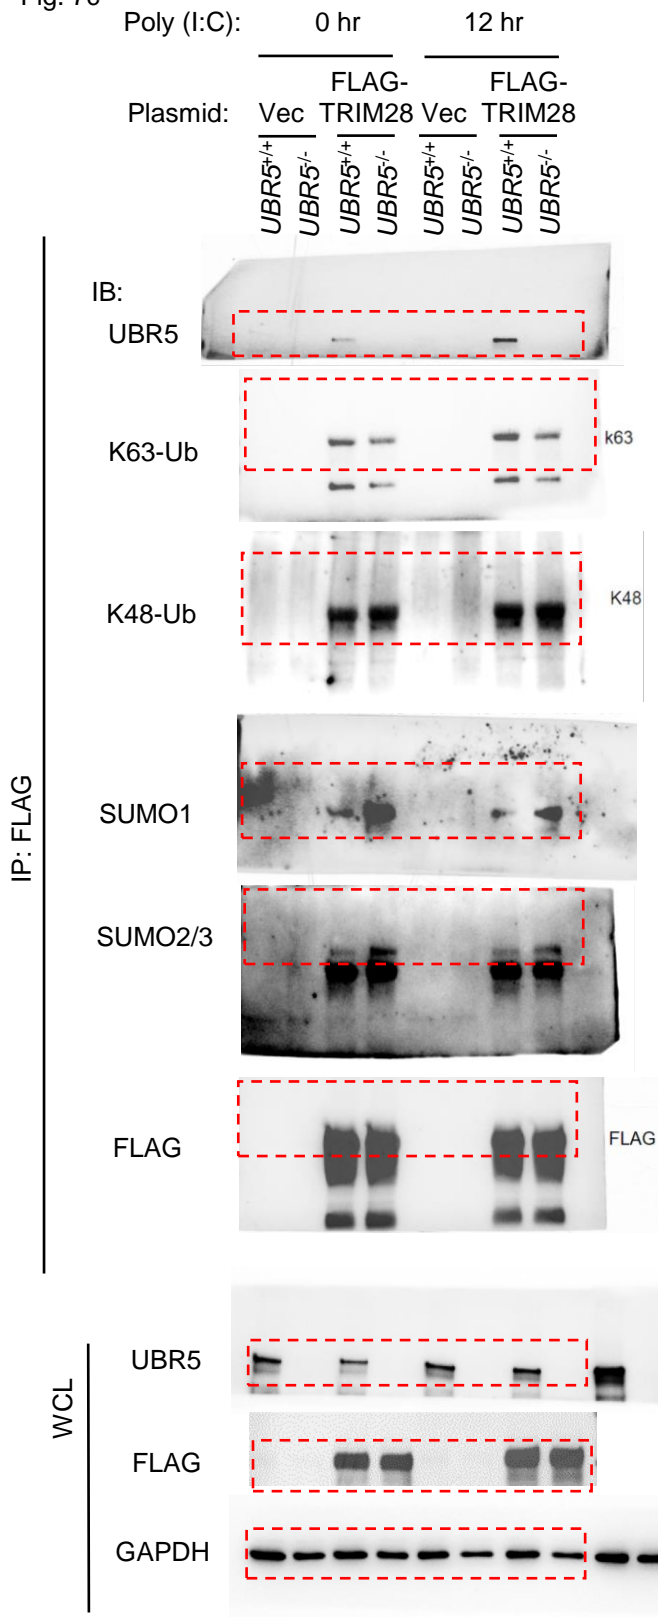 Poly (I:C): 0 hr 12 hr
FLAG- FLAG-
Plasmid: Vec TRIM28 Vec TRIM28
UBR5+/+ UBR5-/- UBR5+/+ UBR5-/- UBR5+/+ UBR5-/- UBR5+/+ UBR5-/-
IP: FLAG
IB:
UBR5
K63-Ub k63
K48-Ub K48
SUMO1
SUMO2/3
FLAG FLAG
WCL
UBR5
FLAG
GAPDH